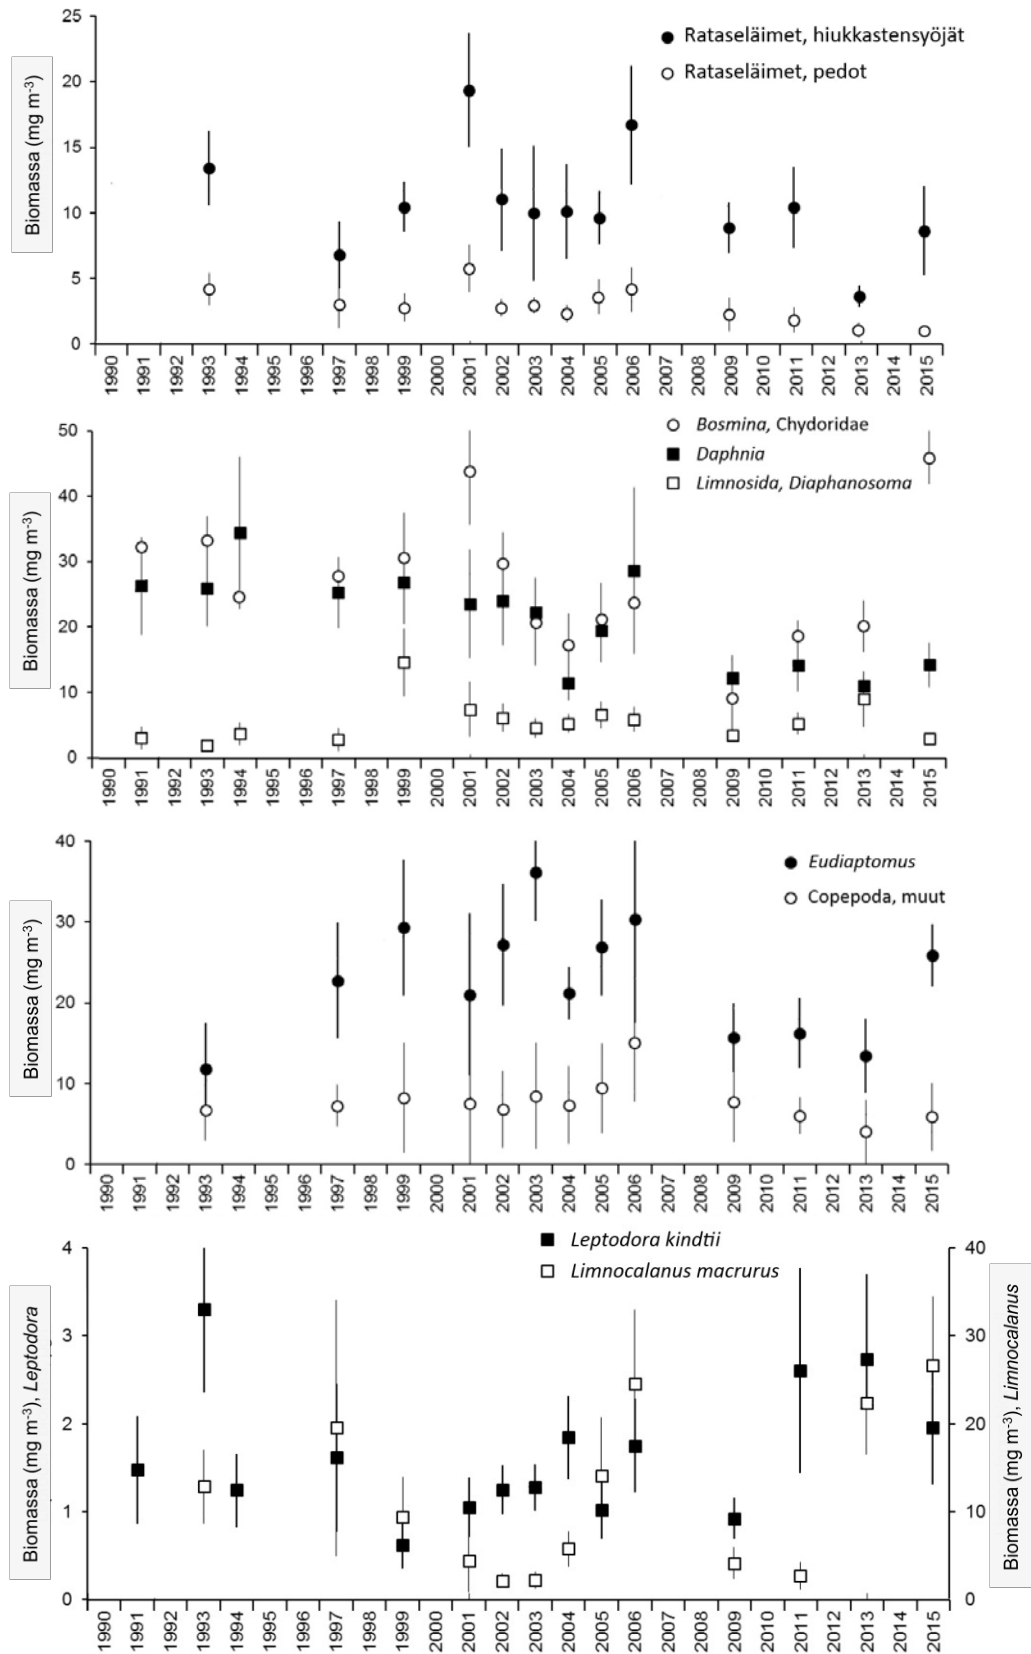 25
20
15
10
5
0
Biomassa (mg m-3)
Rataseläimet, hiukkastensyöjät
Rataseläimet, pedot
1990 1991 1992 1993 1994 1995 1996 1997 1998 1999 2000 2001 2002 2003 2004 2005 2006 2007 2008 2009 2010 2011 2012 2013 2014 2015
50
40
30
20
10
0
Biomassa (mg m-3)
Bosmina, Chydoridae
Daphnia
Limnosida, Diaphanosoma
1990 1991 1992 1993 1994 1995 1996 1997 1998 1999 2000 2001 2002 2003 2004 2005 2006 2007 2008 2009 2010 2011 2012 2013 2014 2015
40
30
20
10
0
Biomassa (mg m-3)
Eudiaptomus
Copepoda, muut
1990 1991 1992 1993 1994 1995 1996 1997 1998 1999 2000 2001 2002 2003 2004 2005 2006 2007 2008 2009 2010 2011 2012 2013 2014 2015
4
3
2
1
0
Biomassa (mg m-3), Leptodora
Leptodora kindtii
Limnocalanus macrurus
40
30
20
10
0
Biomassa (mg m-3), Limnocalanus
1990 1991 1992 1993 1994 1995 1996 1997 1998 1999 2000 2001 2002 2003 2004 2005 2006 2007 2008 2009 2010 2011 2012 2013 2014 2015